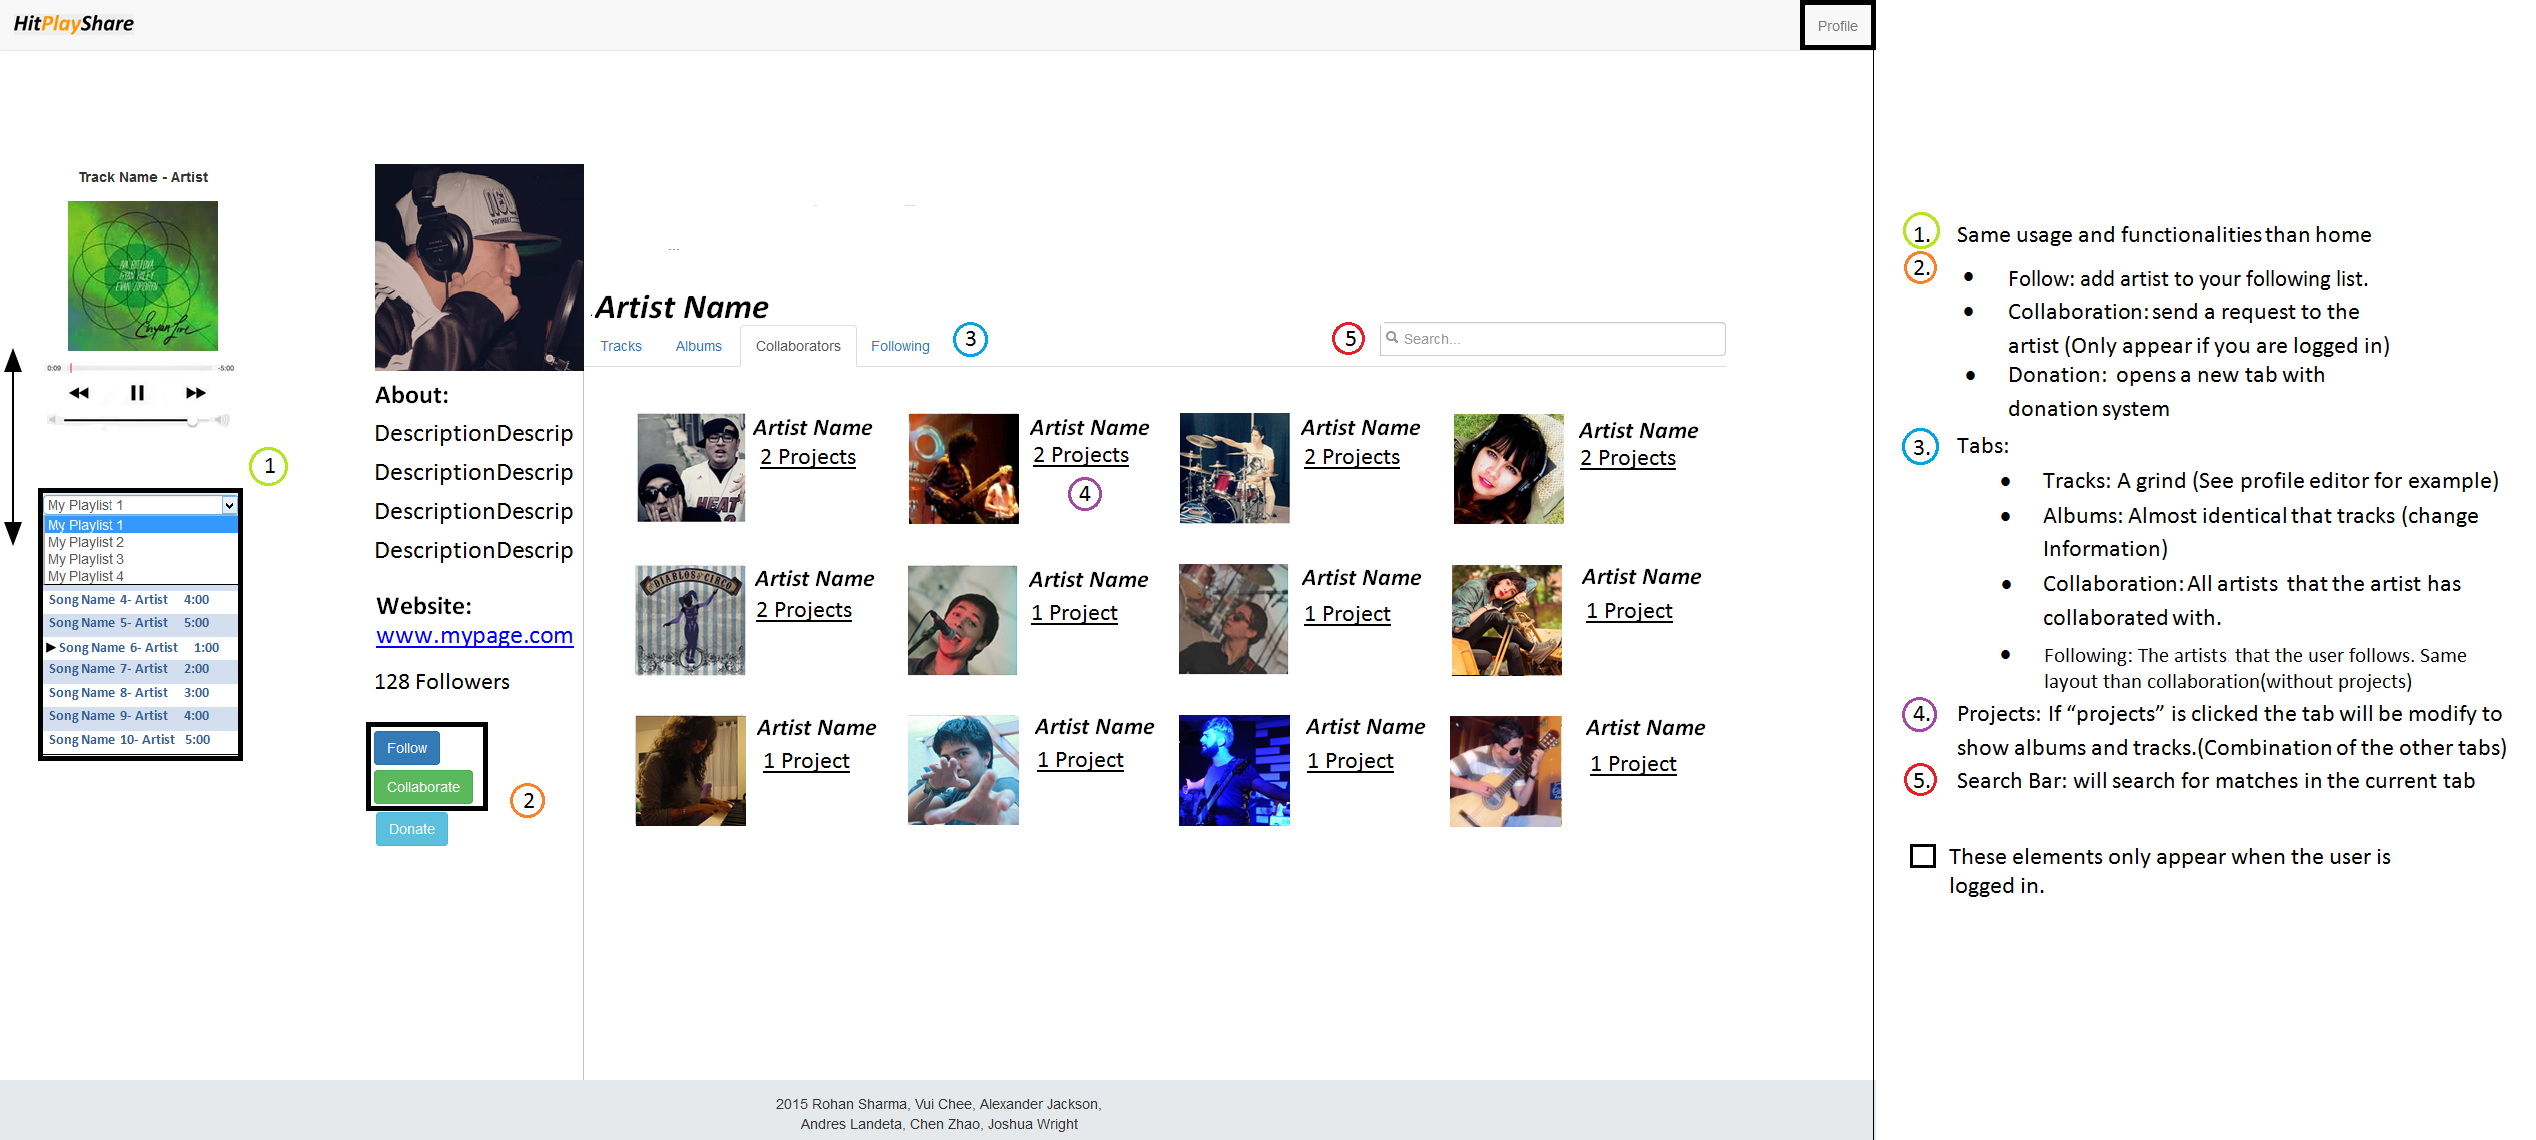 HitPlayShare
Profile
Track Name - Artist
0:09
-5:00
1
My Playlist 1
My Playlist 1
My Playlist 2
My Playlist 3
My Playlist 4
Song Name 4- Artist 4:00
Song Name 5- Artist 5:00
Song Name 6- Artist 1:00
Song Name 7- Artist 2:00
Song Name 8- Artist 3:00
Song Name 9- Artist 4:00
Song Name 10- Artist 5:00
About:
DescriptionDescrip
DescriptionDescrip
DescriptionDescrip
DescriptionDescrip
Website:
www.mypage.com
128 Followers
Follow
Collaborate
Donate
2
...
Artist Name
Tracks Albums Collaborators Following 3
5 Search...
Artist Name
2 Projects
Artist Name
2 Projects
4
Artist Name
2 Projects
Artist Name
2 Projects
HEAT
DIABLOS CIRCO
Artist Name
2 Projects
Artist Name
1 Project
Artist Name
1 Project
Artist Name
1 Project
Artist Name
1 Project
Artist Name
1 Project
Artist Name
1 Project
Artist Name
1 Project
1. Same usage and functionalities than home
2. • Follow: add artist to your following list.
• Collaboration: send a request to the
artist (Only appear if you are logged in)
• Donation: opens a new tab with
donation system
3. Tabs:
• Tracks: A grind (See profile editor for example)
• Albums: Almost identical that tracks (change
Information)
• Collaboration: All artists that the artist has
collaborated with.
• Following: The artists that the user follows. Same
layout than collaboration(without projects)
4. Projects: If “projects” is clicked the tab will be modify to
show albums and tracks.(Combination of the other tabs)
5. Search Bar: will search for matches in the current tab
These elements only appear when the user is
logged in.
2015 Rohan Sharma, Vui Chee, Alexander Jackson,
Andres Landeta, Chen Zhao, Joshua Wright